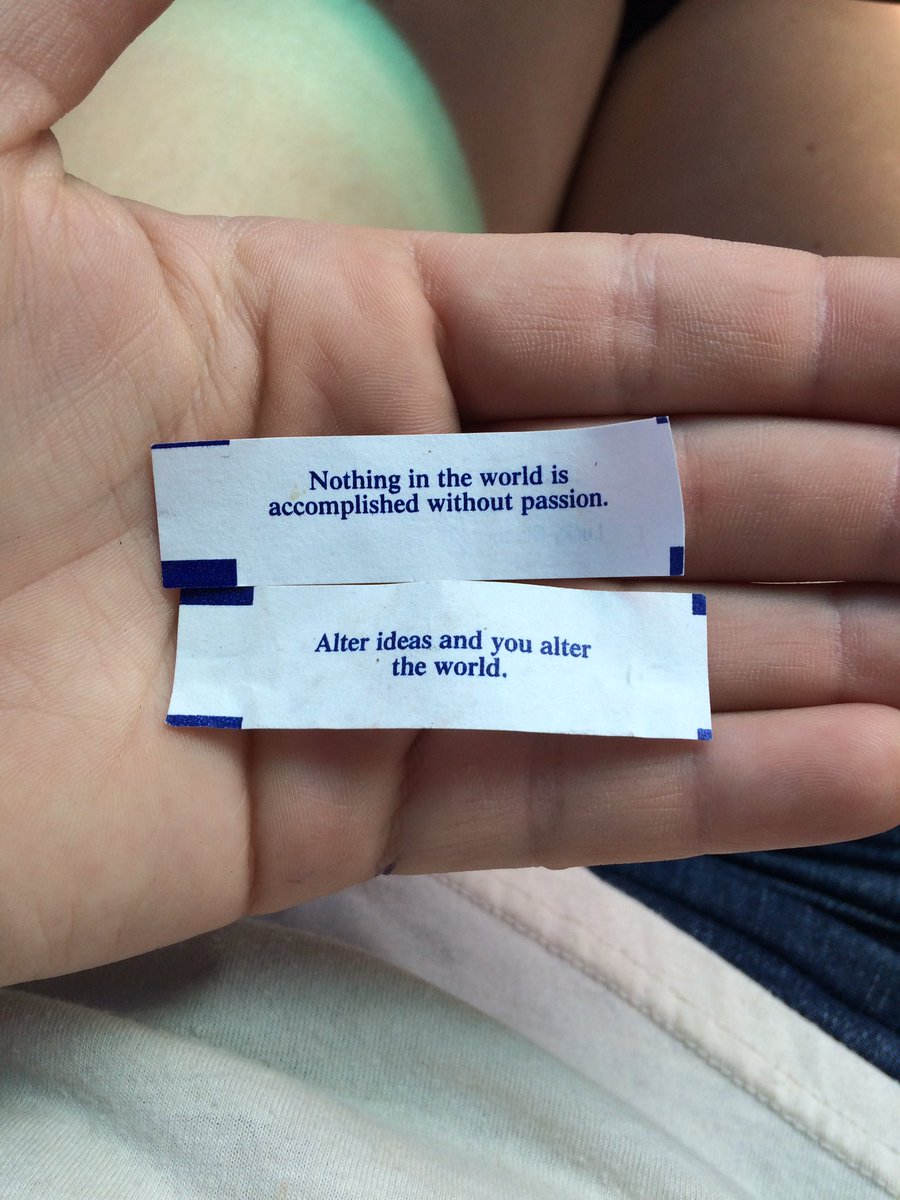 Nothing in the world is
accomplished without passion.
Alter ideas and you alter
the world.